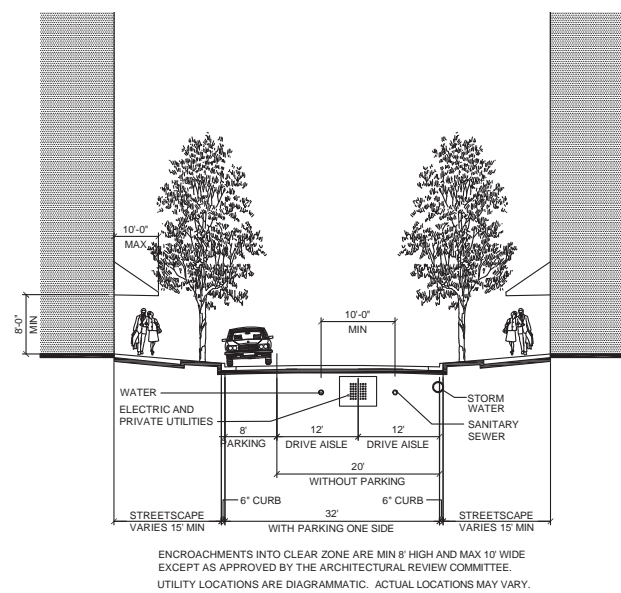 10'-0"
MAX
8'-0"
MIN
10'-0"
MIN
WATER
ELECTRIC AND
PRIVATE UTILITIES
STORM
WATER
SANITARY
SEWER
8'
PARKING
12'
DRIVE AISLE
12'
DRIVE AISLE
20'
WITHOUT PARKING
6" CURB
6" CURB
STREETSCAPE
VARIES 15' MIN
32'
WITH PARKING ONE SIDE
STREETSCAPE
VARIES 15' MIN
ENCROACHMENTS INTO CLEAR ZONE ARE MIN 8' HIGH AND MAX 10' WIDE
EXCEPT AS APPROVED BY THE ARCHITECTURAL REVIEW COMMITTEE.
UTILITY LOCATIONS ARE DIAGRAMMATIC. ACTUAL LOCATIONS MAY VARY.